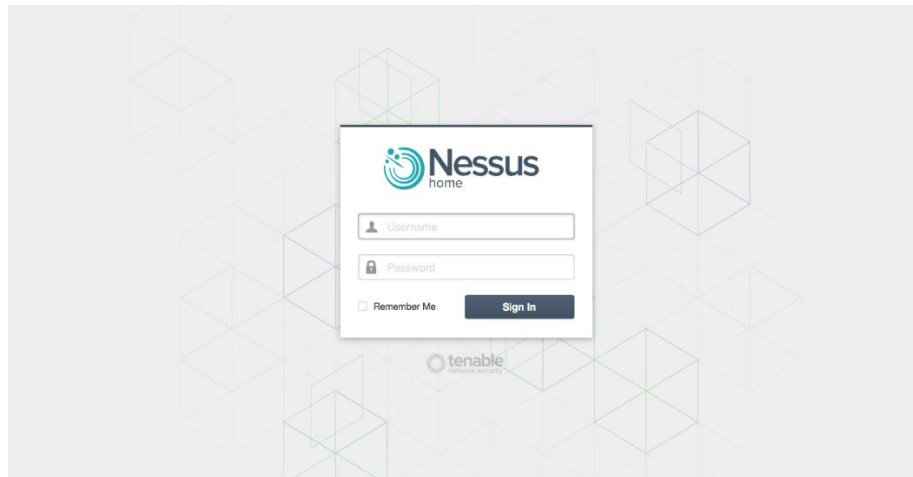 Nessus
home
Username
Password
Remember Me
Sign In
tenable
network security